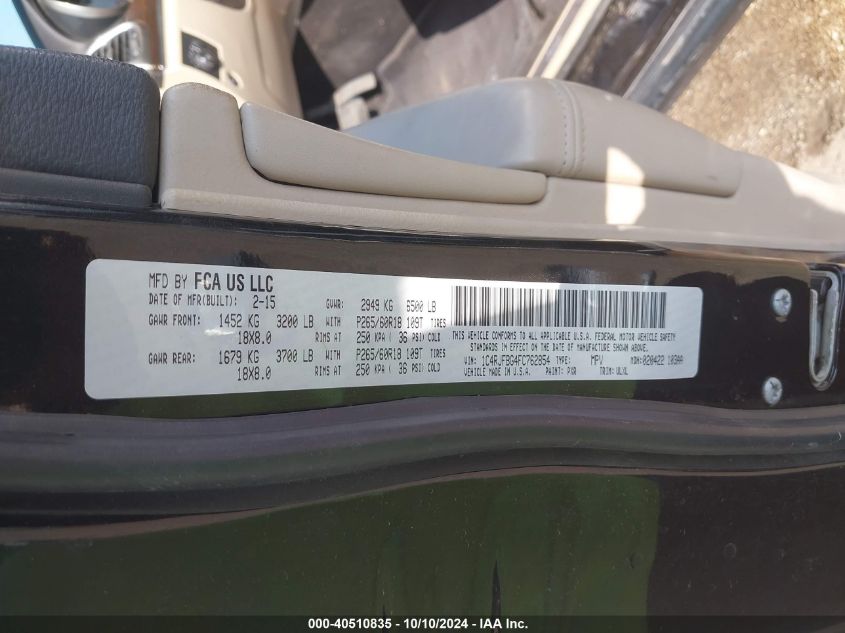 MFD BY FCA US LLC
DATE OF MFR(BUILT): 2-15 GVWR: 2949 KG 6500 LB
GAWR FRONT: 1452 KG 3200 LB WITH P265/60R18 109T TIRES
18X8.0 RIMS AT 250 KPA ( 36 PSI) COLD
GAWR REAR: 1679 KG 3700 LB WITH P265/60R18 109T TIRES
18X8.0 RIMS AT 250 KPA ( 36 PSI) COLD
THIS VEHICLE CONFORMS TO ALL APPLICABLE U.S.A. FEDERAL MOTOR VEHICLE SAFETY
STANDARDS IN EFFECT ON THE DATE OF MANUFACTURE SHOWN ABOVE.
VIN: 1C4RJFBG4FC762854 TYPE: MPV MDH:020422 103AA
VEHICLE MADE IN U.S.A. PAINT: PXR TRIM: ULXL
000-40510835 - 10/10/2024 - IAA Inc.